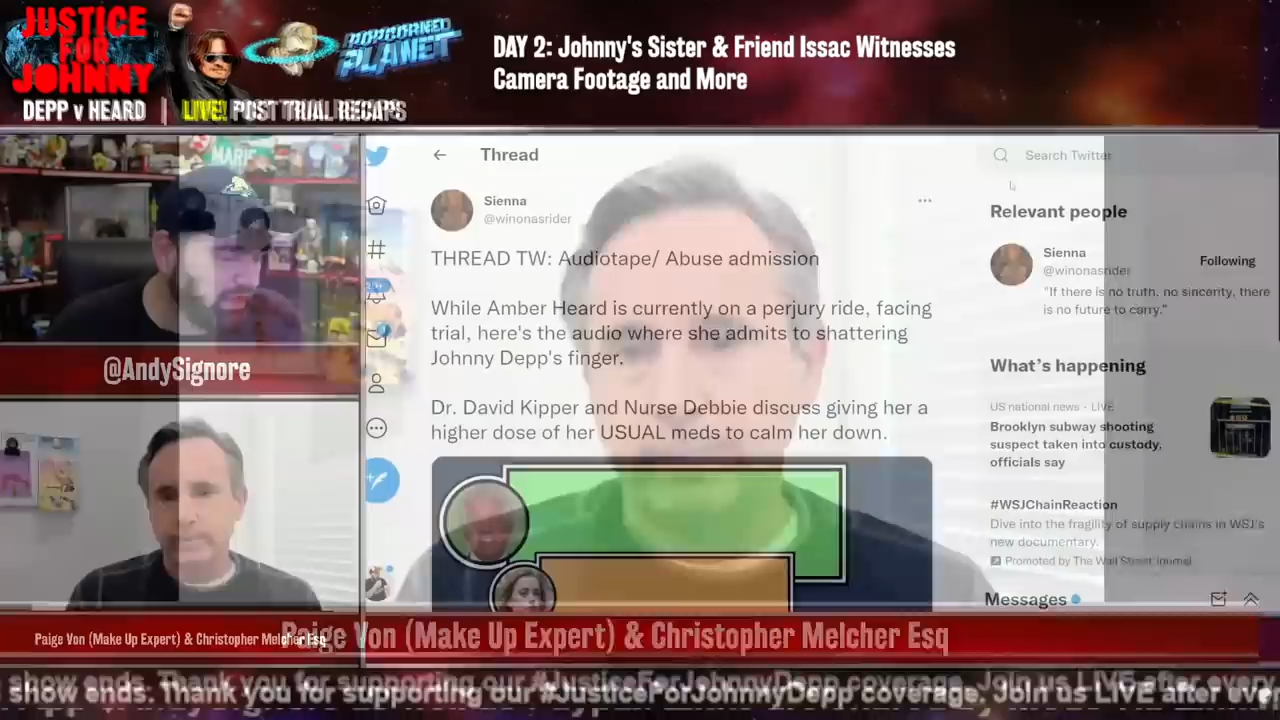 JUSTICE
FOR
JOHNNY
DEPP v HEARD | LIVE! POST TRIAL RECAPS
POPCORNED
PLANET
DAY 2: Johnny's Sister & Friend Issac Witnesses
Camera Footage and More
@AndySignore
Thread
Sienna
@winonasrider
THREAD TW: Audiotape/ Abuse admission
While Amber Heard is currently on a perjury ride, facing
trial, here's the audio where she admits to shattering
Johnny Depp's finger.
Dr. David Kipper and Nurse Debbie discuss giving her a
higher dose of her USUAL meds to calm her down.
Search Twitter
Relevant people
Sienna
@winonasrider
Following
"If there is no truth, no sincerity, there
is no future to carry."
What's happening
US national news · LIVE
Brooklyn subway shooting
suspect taken into custody,
officials say
#WSJChainReaction
Dive into the fragility of supply chains in WSJ's
new documentary.
Promoted by The Wall Street Journal
Messages
Paige Von (Make Up Expert) & Christopher Melcher Esq
Paige Von (Make Up Expert) & Christopher Melcher Esq
show ends. Thank you for supporting our #JusticeForJohnnyDepp coverage, Join us LIVE after ever